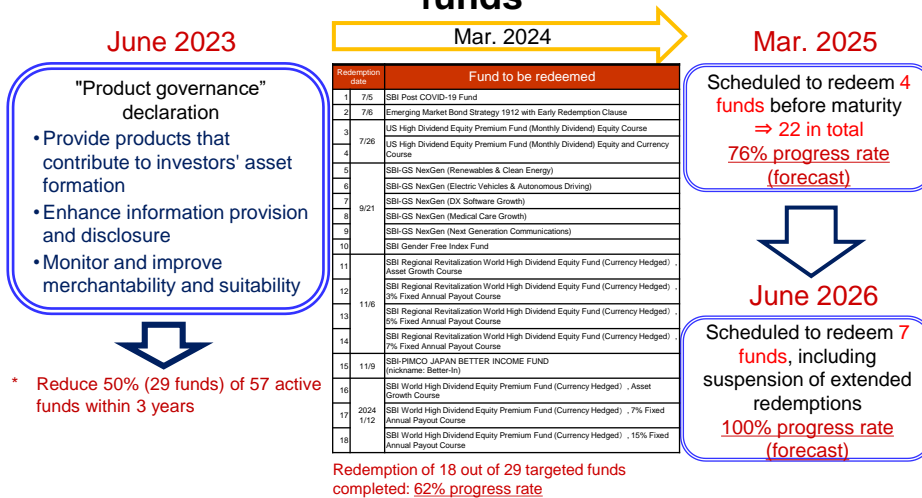 funds
June 2023
Mar. 2024
Mar. 2025
"Product governance”
declaration
•Provide products that
contribute to investors' asset
formation
•Enhance information provision
and disclosure
•Monitor and improve
merchantability and suitability
* Reduce 50% (29 funds) of 57 active
funds within 3 years
Redemption
date
Fund to be redeemed
1 7/5 SBI Post COVID-19 Fund
2 7/6 Emerging Market Bond Strategy 1912 with Early Redemption Clause
3 7/26 US High Dividend Equity Premium Fund (Monthly Dividend) Equity Course
4 US High Dividend Equity Premium Fund (Monthly Dividend) Equity and Currency
Course
5 9/21 SBI-GS NexGen (Renewables & Clean Energy)
6 SBI-GS NexGen (Electric Vehicles & Autonomous Driving)
7 SBI-GS NexGen (DX Software Growth)
8 SBI-GS NexGen (Medical Care Growth)
9 SBI-GS NexGen (Next Generation Communications)
10 SBI Gender Free Index Fund
11 11/6 SBI Regional Revitalization World High Dividend Equity Fund (Currency Hedged）,
Asset Growth Course
12 SBI Regional Revitalization World High Dividend Equity Fund (Currency Hedged）,
3% Fixed Annual Payout Course
13 SBI Regional Revitalization World High Dividend Equity Fund (Currency Hedged）,
5% Fixed Annual Payout Course
14 SBI Regional Revitalization World High Dividend Equity Fund (Currency Hedged）,
7% Fixed Annual Payout Course
15 11/9 SBI-PIMCO JAPAN BETTER INCOME FUND
(nickname: Better-In)
16 2024
1/12 SBI World High Dividend Equity Premium Fund (Currency Hedged）, Asset
Growth Course
17 SBI World High Dividend Equity Premium Fund (Currency Hedged）, 7% Fixed
Annual Payout Course
18 SBI World High Dividend Equity Premium Fund (Currency Hedged）, 15% Fixed
Annual Payout Course
Redemption of 18 out of 29 targeted funds
completed: 62% progress rate
Scheduled to redeem 4
funds before maturity
⇒ 22 in total
76% progress rate
(forecast)
June 2026
Scheduled to redeem 7
funds, including
suspension of extended
redemptions
100% progress rate
(forecast)